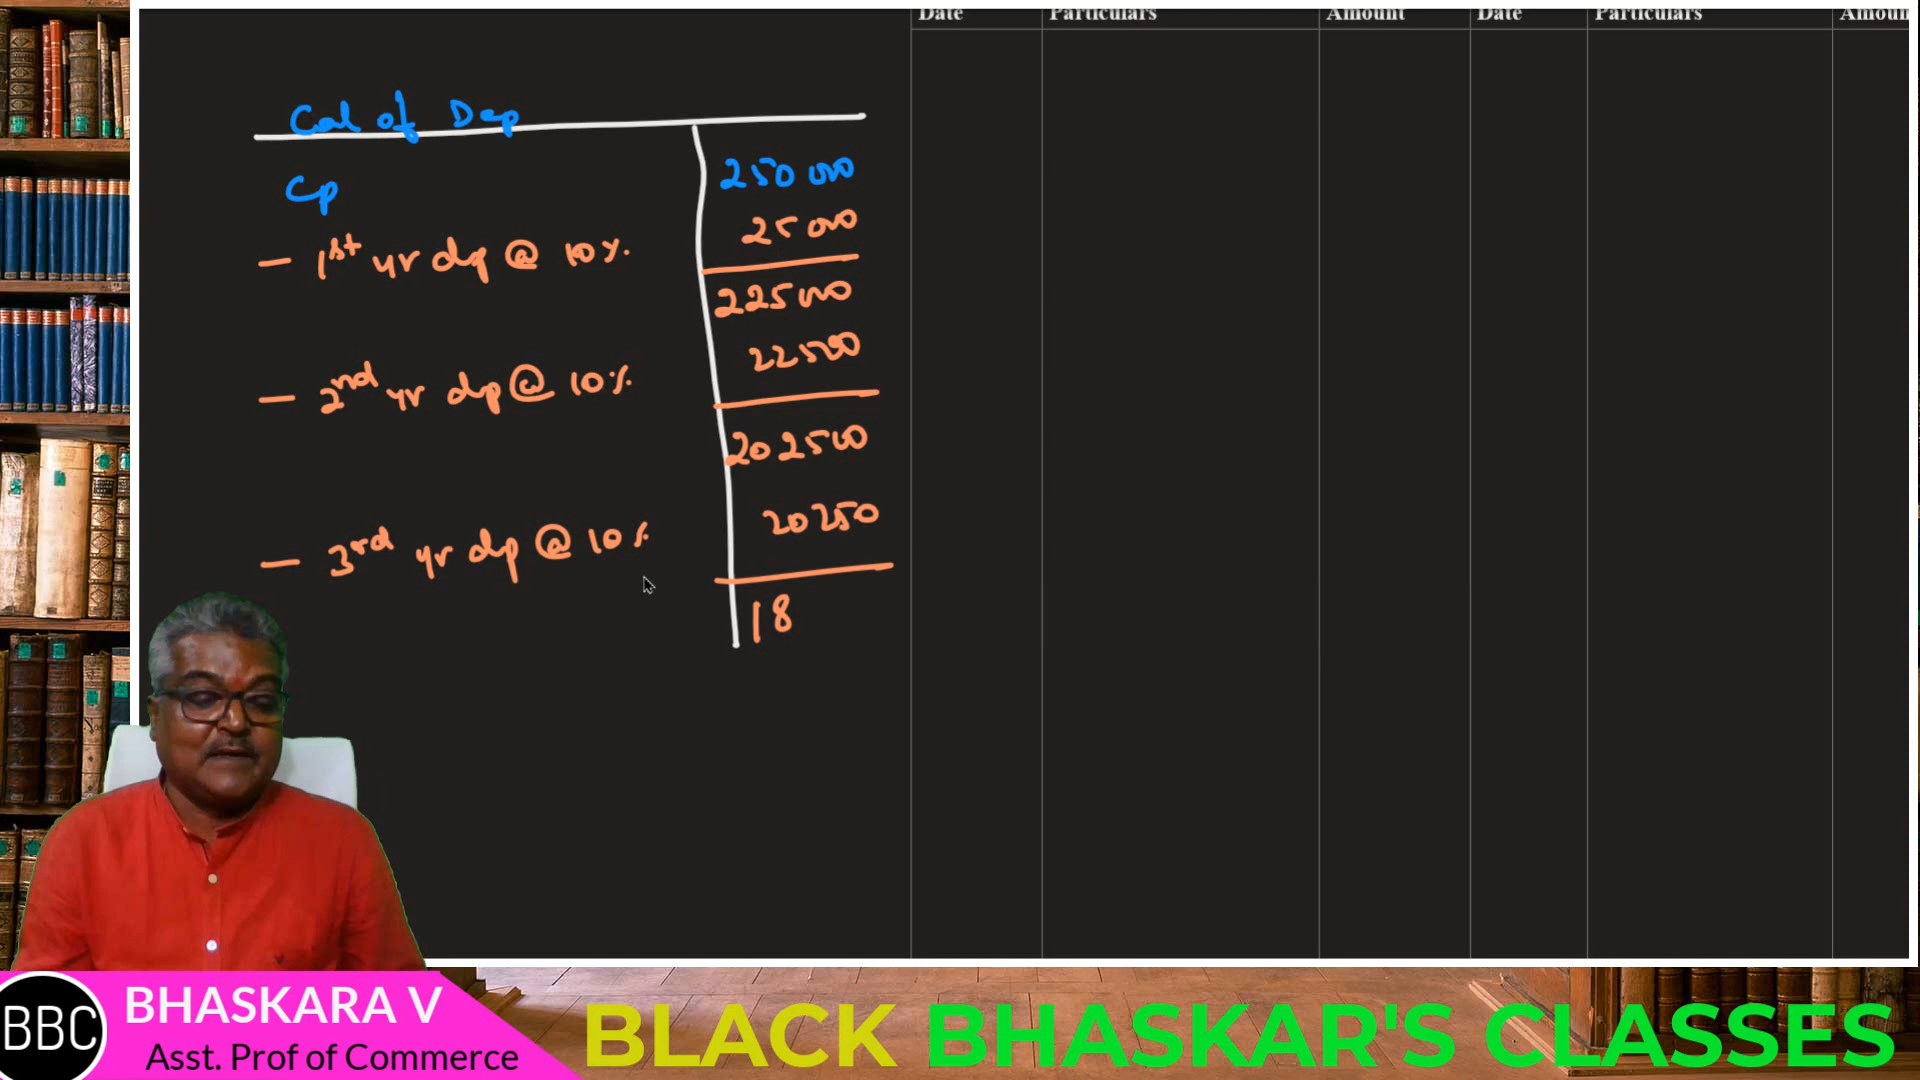 Date Particulars Amount Date Particulars Amoun
Cal of Dep
Cp 250000
- 1st yr dep @ 10% 25000
225000
22500
- 2nd yr dep @ 10%
202500
20250
- 3rd yr dep @ 10%
18
BBC
BHASKARA V
Asst. Prof of Commerce
BLACK BHASKAR'S CLASSES